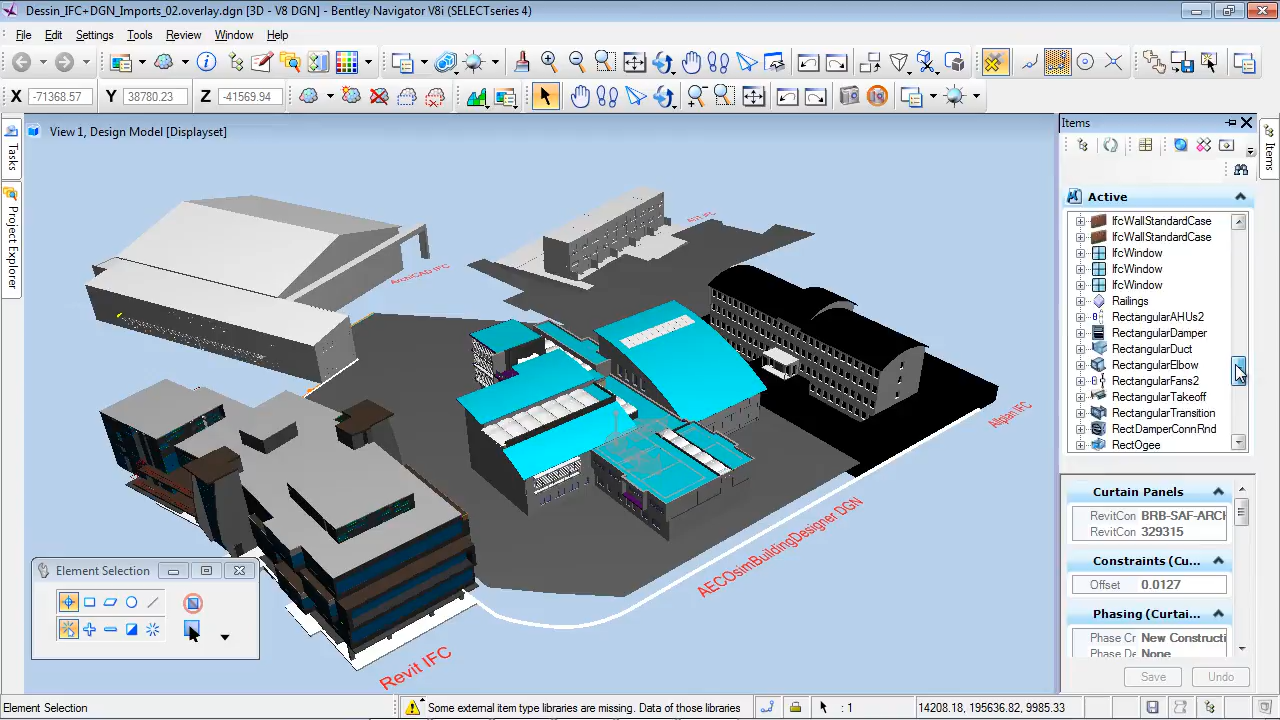 Dessin_IFC+DGN_Imports_02.overlay.dgn [3D - V8 DGN] - Bentley Navigator V8i (SELECTseries 4)
File Edit Settings Tools Review Window Help
X -71368.57 Y 38780.23 Z -41569.94
View 1, Design Model [Displayset]
Tasks
Project Explorer
ArchiCAD IFC
Allplan IFC
AECOsimBuildingDesigner DGN
Revit IFC
Element Selection
Items
Items
Active
IfcWallStandardCase
IfcWallStandardCase
IfcWindow
IfcWindow
IfcWindow
Railings
RectangularAHUs2
RectangularDamper
RectangularDuct
RectangularElbow
RectangularFans2
RectangularTakeoff
RectangularTransition
RectDamperConnRnd
RectOgee
Curtain Panels
RevitCon BRB-SAF-ARCH
RevitCon 329315
Constraints (Cu...
Offset 0.0127
Phasing (Curtai...
Phase Cr New Constructi
Phase De None
Save Undo
Element Selection
Some external item type libraries are missing. Data of those libraries
: 1
14208.18, 195636.82, 9985.33